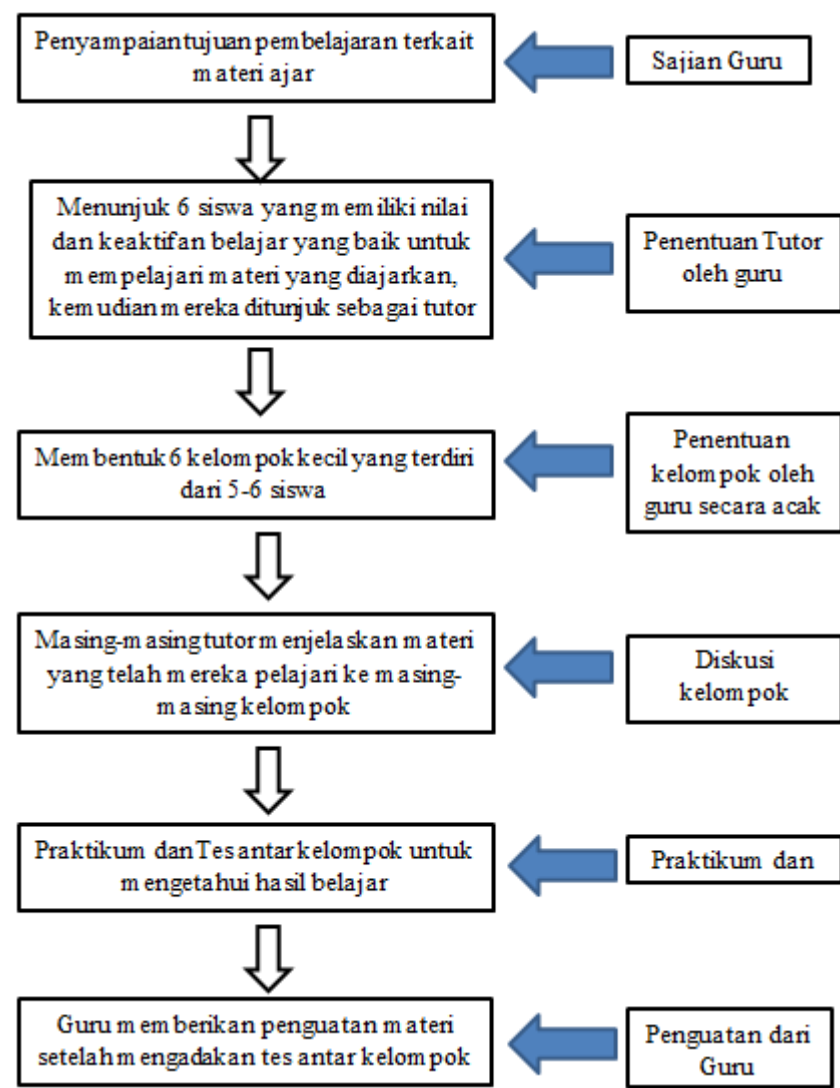 Penyampaian tujuan pembelajaran terkait
materi ajar
Sajian Guru
Menunjuk 6 siswa yang memiliki nilai
dan keaktifan belajar yang baik untuk
mempelajari materi yang diajarkan,
kemudian mereka ditunjuk sebagai tutor
Penentuan Tutor
oleh guru
Membentuk 6 kelompok kecil yang terdiri
dari 5-6 siswa
Penentuan
kelompok oleh
guru secara acak
Masing-masing tutor menjelaskan materi
yang telah mereka pelajari ke masing-
masing kelompok
Diskusi
kelompok
Praktikum dan Tes antar kelompok untuk
mengetahui hasil belajar
Praktikum dan
Guru memberikan penguatan materi
setelah mengadakan tes antar kelompok
Penguatan dari
Guru